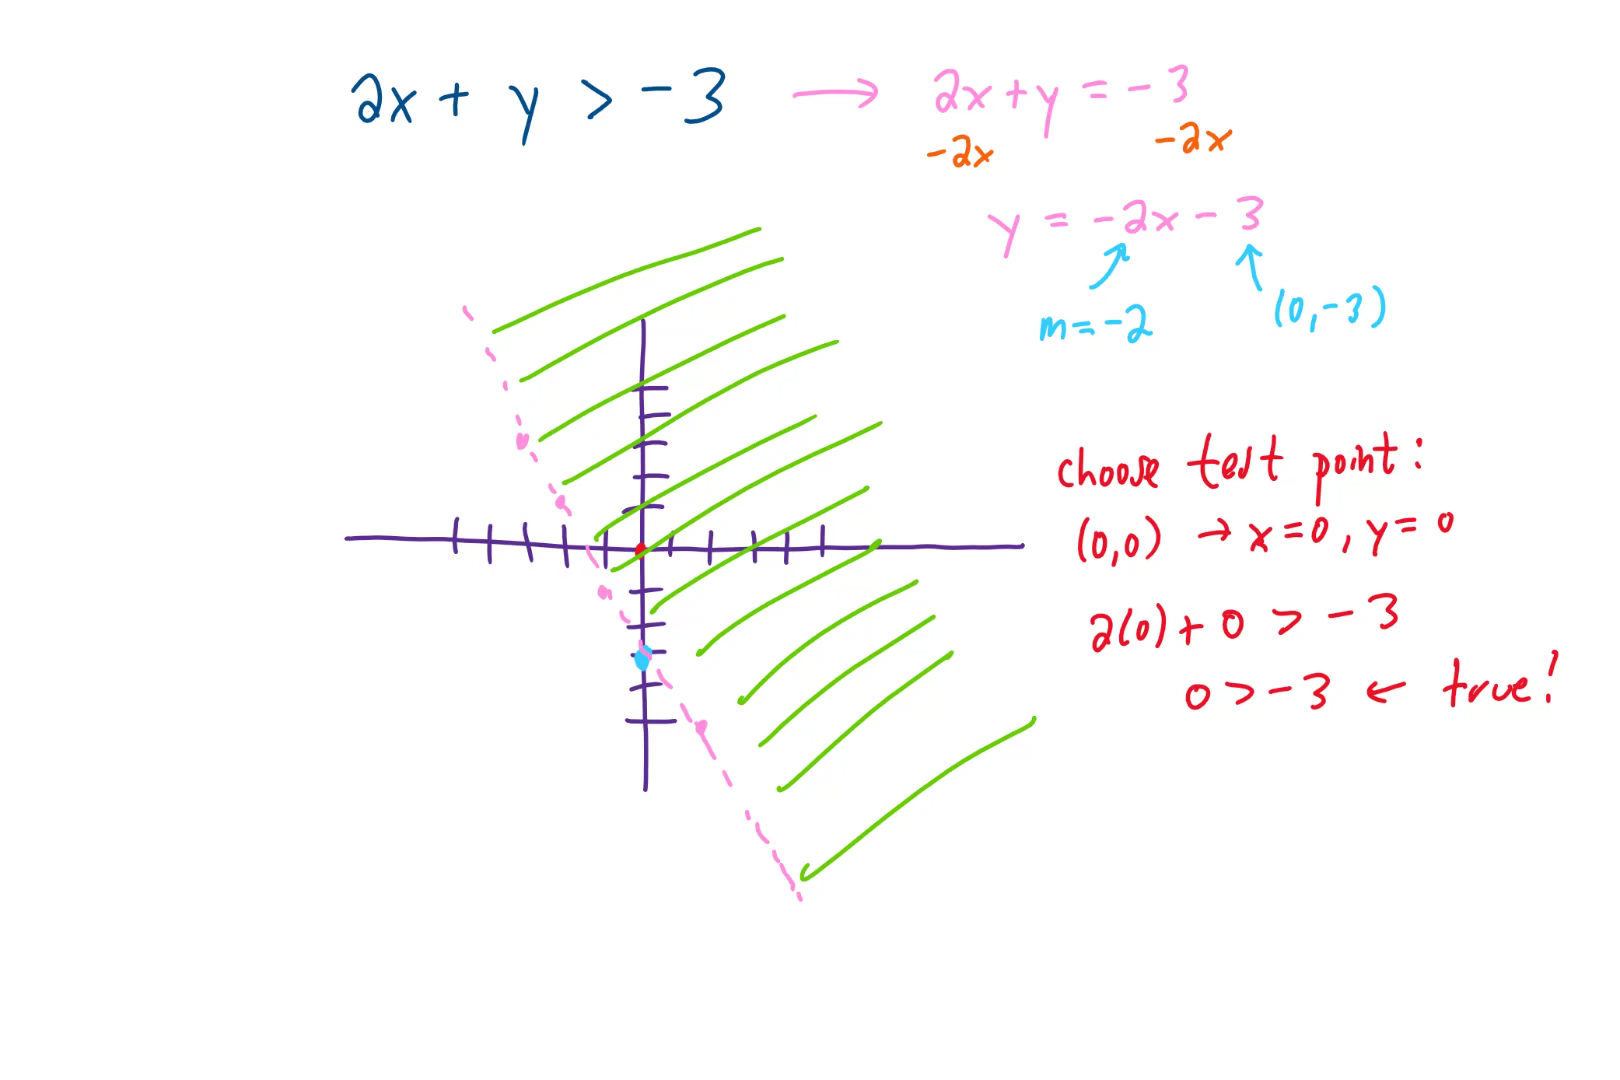 2x + y > -3 → 2x + y = -3
-2x -2x
y = -2x - 3
m = -2 (0, -3)
choose test point:
(0,0) → x = 0, y = 0
2(0) + 0 > -3
0 > -3 ← true!